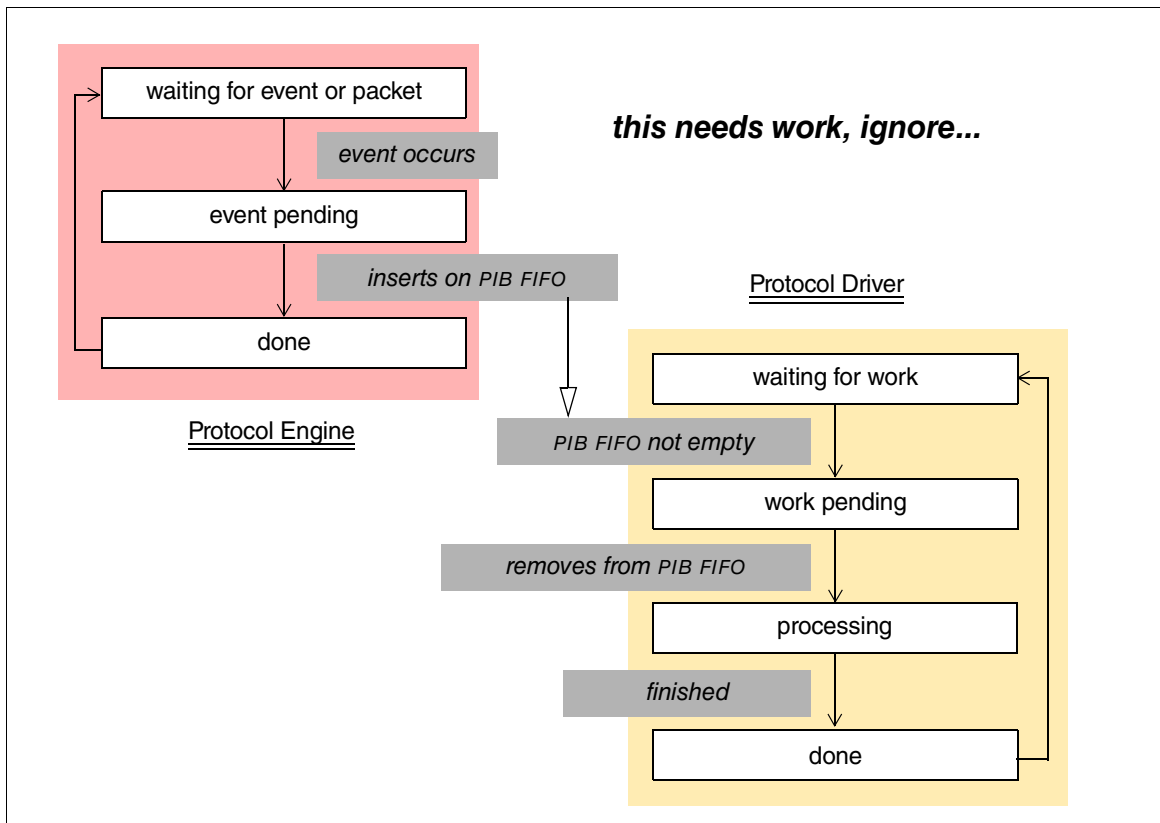 waiting for event or packet
this needs work, ignore...
event occurs
event pending
inserts on PIB FIFO
Protocol Driver
done
waiting for work
Protocol Engine
PIB FIFO not empty
work pending
removes from PIB FIFO
processing
finished
done